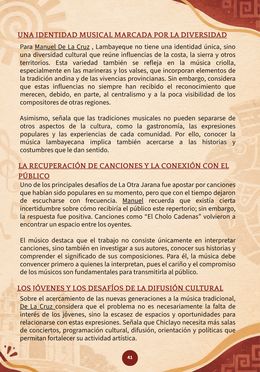 UNA IDENTIDAD MUSICAL MARCADA POR LA DIVERSIDAD
Para Manuel De La Cruz , Lambayeque no tiene una identidad única, sino
una diversidad cultural que reúne influencias de la costa, la sierra y otros
territorios. Esta variedad también se refleja en la música criolla,
especialmente en las marineras y los valses, que incorporan elementos de
la tradición andina y de las vivencias provincianas. Sin embargo, considera
que estas influencias no siempre han recibido el reconocimiento que
merecen, debido, en parte, al centralismo y a la poca visibilidad de los
compositores de otras regiones.
Asimismo, señala que las tradiciones musicales no pueden separarse de
otros aspectos de la cultura, como la gastronomía, las expresiones
populares y las experiencias de cada comunidad. Por ello, conocer la
música lambayecana implica también acercarse a las historias y
costumbres que le dan sentido.
LA RECUPERACIÓN DE CANCIONES Y LA CONEXIÓN CON EL
PÚBLICO
Uno de los principales desafíos de La Otra Jarana fue apostar por canciones
que habían sido populares en su momento, pero que con el tiempo dejaron
de escucharse con frecuencia. Manuel recuerda que existía cierta
incertidumbre sobre cómo recibiría el público este repertorio; sin embargo,
la respuesta fue positiva. Canciones como “El Cholo Cadenas” volvieron a
encontrar un espacio entre los oyentes.
El músico destaca que el trabajo no consiste únicamente en interpretar
canciones, sino también en investigar a sus autores, conocer sus historias y
comprender el significado de sus composiciones. Para él, la música debe
convencer primero a quienes la interpretan, pues el cariño y el compromiso
de los músicos son fundamentales para transmitirla al público.
LOS JÓVENES Y LOS DESAFÍOS DE LA DIFUSIÓN CULTURAL
Sobre el acercamiento de las nuevas generaciones a la música tradicional,
De La Cruz considera que el problema no es necesariamente la falta de
interés de los jóvenes, sino la escasez de espacios y oportunidades para
relacionarse con estas expresiones. Señala que Chiclayo necesita más salas
de conciertos, programación cultural, difusión, orientación y políticas que
permitan fortalecer su actividad artística.
41